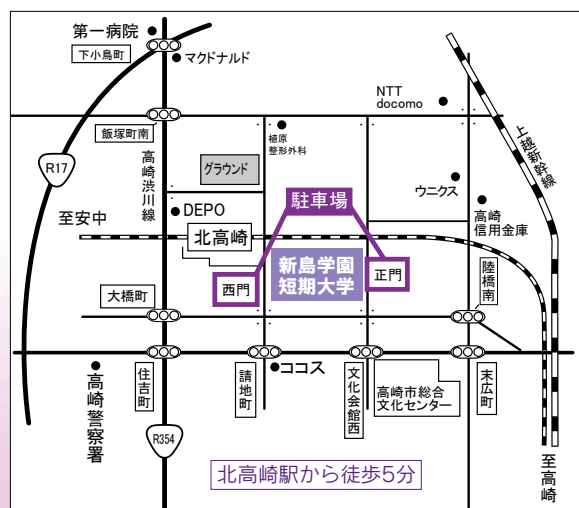 第一病院
下小鳥町
マクドナルド
NTT
docomo
飯塚町南
植原
整形外科
上越新幹線
R17
高崎渋川線
グラウンド
ウニクス
駐車場
高崎
信用金庫
DEPO
至安中
北高崎
新島学園
短期大学
西門
正門
陸橋南
大橋町
高崎警察署
住吉町
請地町
ココス
文化会館西
高崎市総合
文化センター
末広町
R354
至高崎
北高崎駅から徒歩5分